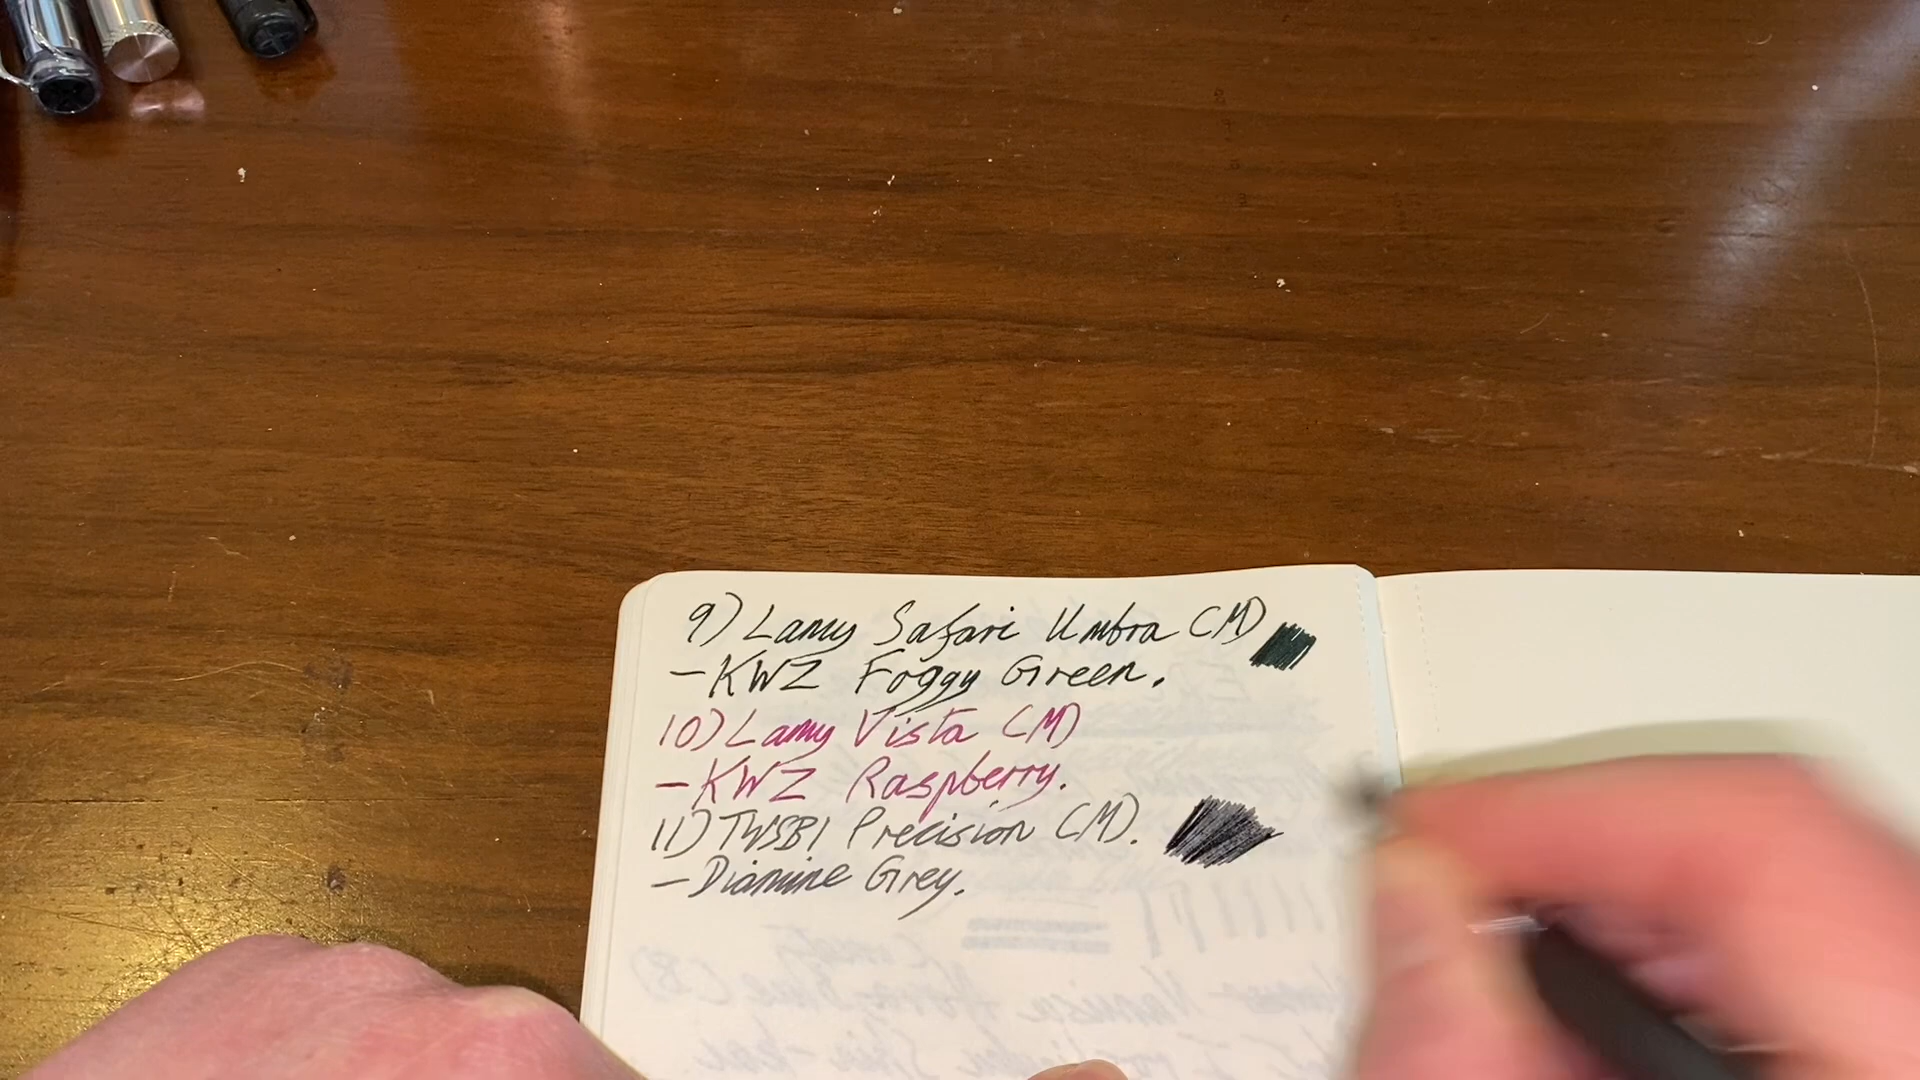 9) Lamy Safari Umbra (M)
- KWZ Foggy Green.
10) Lamy Vista (M)
- KWZ Raspberry.
11) TWSBI Precision (M).
- Diamine Grey.